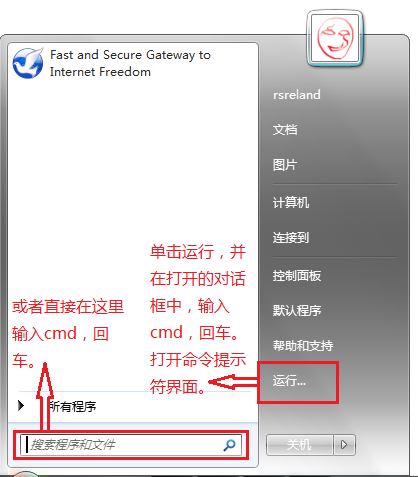 Fast and Secure Gateway to
Internet Freedom
rsreland
文档
图片
计算机
连接到
控制面板
默认程序
帮助和支持
运行...
关机
单击运行，并
在打开的对话
框中，输入
cmd，回车。
打开命令提示
符界面。
或者直接在这里
输入cmd，回
车。
所有程序
搜索程序和文件